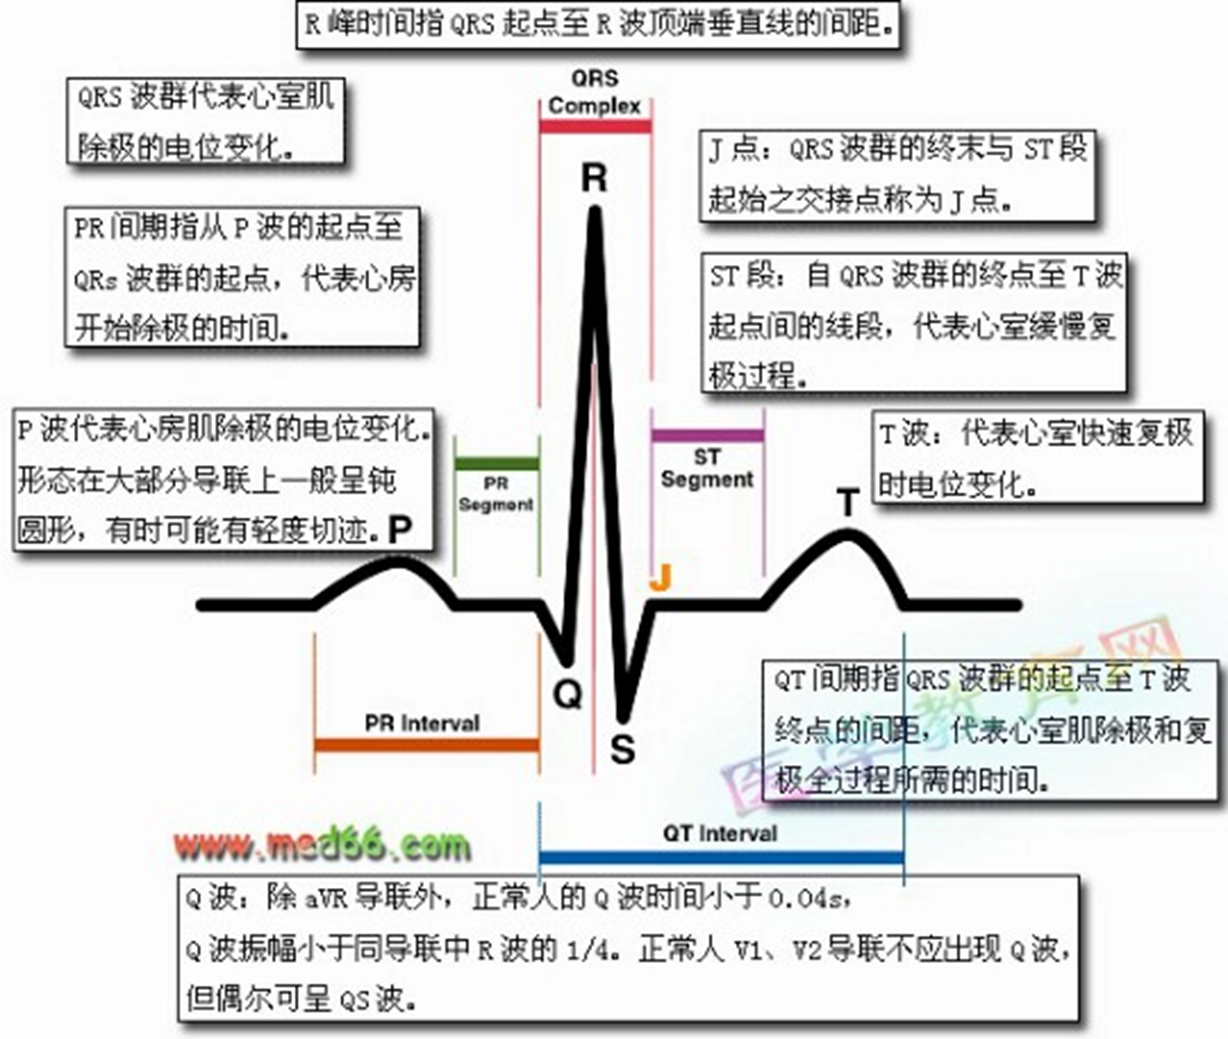 R 峰时间指 QRS 起点至 R 波顶端垂直线的间距。
QRS 波群代表心室肌
除极的电位变化。
QRS
Complex
R
J 点：QRS 波群的终末与 ST 段
起始之交接点称为 J 点。
PR 间期指从 P 波的起点至
QRs 波群的起点，代表心房
开始除极的时间。
ST 段：自 QRS 波群的终点至 T 波
起点间的线段，代表心室缓慢复
极过程。
P 波代表心房肌除极的电位变化。
形态在大部分导联上一般呈钝
圆形，有时可能有轻度切迹。
P
PR
Segment
ST
Segment
T 波：代表心室快速复极
时电位变化。
T
J
Q
S
PR Interval
QT 间期指 QRS 波群的起点至 T 波
终点的间距，代表心室肌除极和复
极全过程所需的时间。
医学教育网
www.med66.com
QT Interval
Q 波：除 aVR 导联外，正常人的 Q 波时间小于 0.04s，
Q 波振幅小于同导联中 R 波的 1/4。正常人 V1、V2 导联不应出现 Q 波，
但偶尔可呈 QS 波。